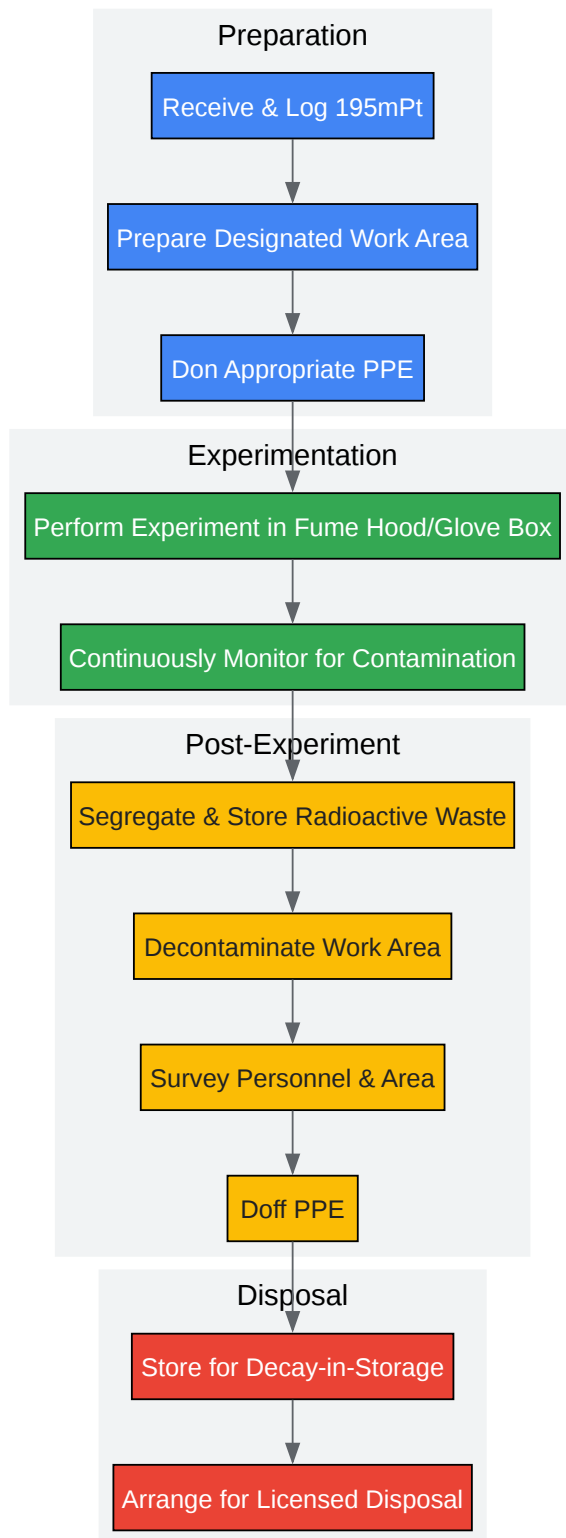 Preparation
Receive & Log 195mPt
Prepare Designated Work Area
Don Appropriate PPE
Experimentation
Perform Experiment in Fume Hood/Glove Box
Continuously Monitor for Contamination
Post-Experiment
Segregate & Store Radioactive Waste
Decontaminate Work Area
Survey Personnel & Area
Doff PPE
Disposal
Store for Decay-in-Storage
Arrange for Licensed Disposal